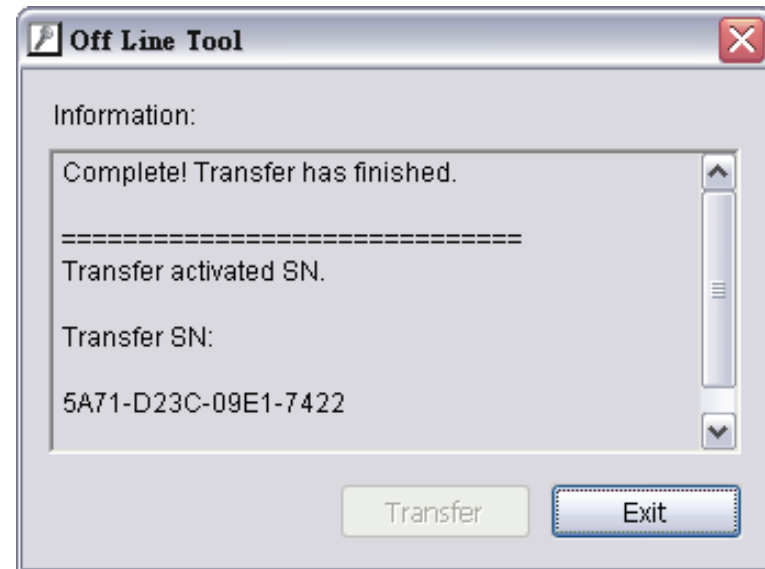 Off Line Tool
Information:
Complete! Transfer has finished.
==============================
Transfer activated SN.
Transfer SN:
5A71-D23C-09E1-7422
Transfer
Exit